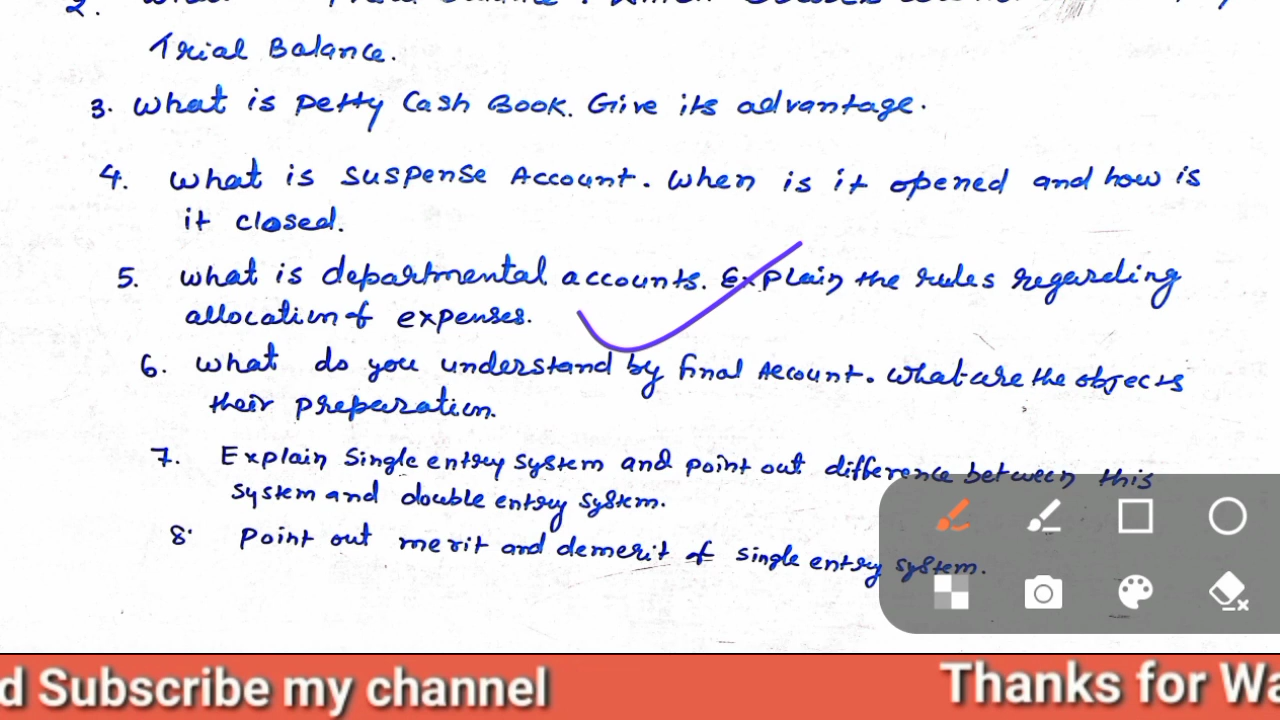 2.
Trial Balance.
3. What is Petty Cash Book. Give its advantage.
4. What is Suspense Account. When is it opened and how is
it closed.
5. What is departmental accounts. Explain the rules regarding
allocation of expenses.
6. What do you understand by final Account. What are the objects
their preparation.
7. Explain Single entry System and point out difference between this
System and double entry System.
8. Point out merit and demerit of single entry system.
d Subscribe my channel
Thanks for Wa